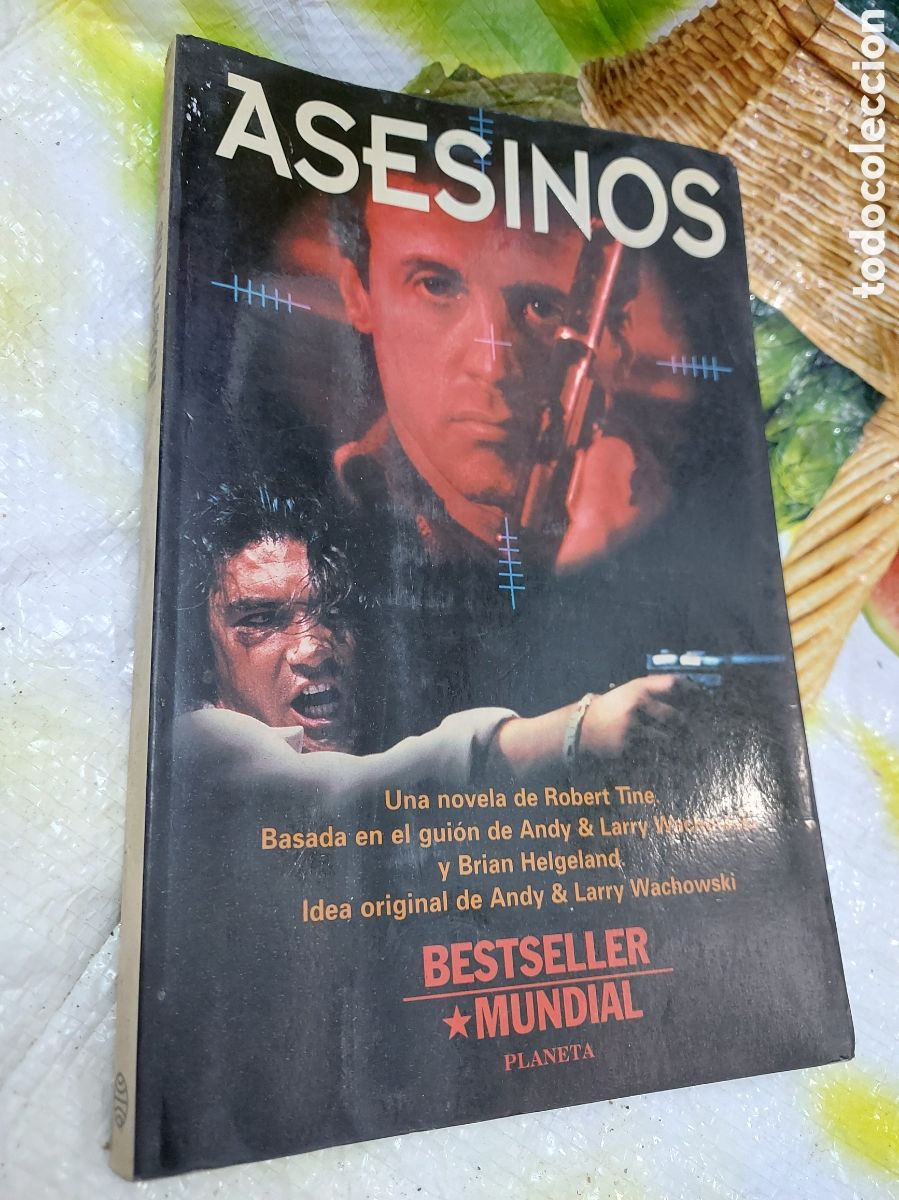 ASESINOS
Una novela de Robert Tine.
Basada en el guión de Andy & Larry Wachowski
y Brian Helgeland.
Idea original de Andy & Larry Wachowski
BESTSELLER
★MUNDIAL
PLANETA
todocoleccion